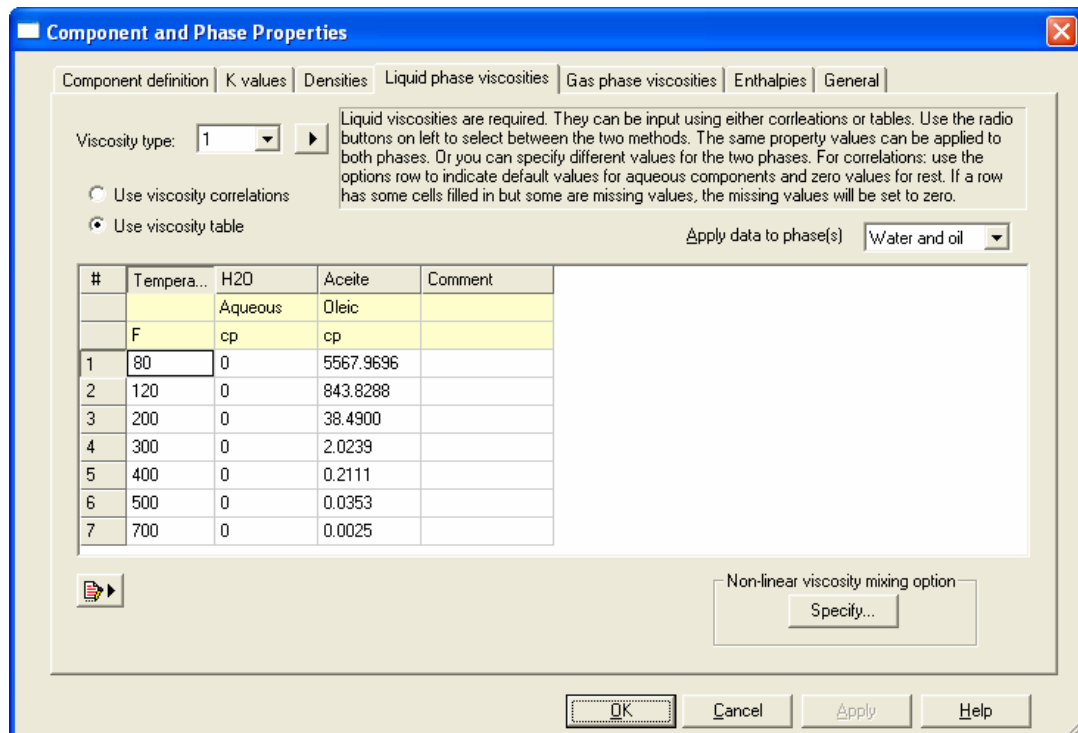 Component and Phase Properties
Component definition K values Densities Liquid phase viscosities Gas phase viscosities Enthalpies General
Viscosity type: 1
Liquid viscosities are required. They can be input using either corrleations or tables. Use the radio
buttons on left to select between the two methods. The same property values can be applied to
both phases. Or you can specify different values for the two phases. For correlations: use the
options row to indicate default values for aqueous components and zero values for rest. If a row
has some cells filled in but some are missing values, the missing values will be set to zero.
Use viscosity correlations
Use viscosity table
Apply data to phase(s) Water and oil
# Tempera... H2O Aceite Comment
Aqueous Oleic
F cp cp
1 80 0 5567.9696
2 120 0 843.8288
3 200 0 38.4900
4 300 0 2.0239
5 400 0 0.2111
6 500 0 0.0353
7 700 0 0.0025
Non-linear viscosity mixing option
Specify...
OK Cancel Apply Help